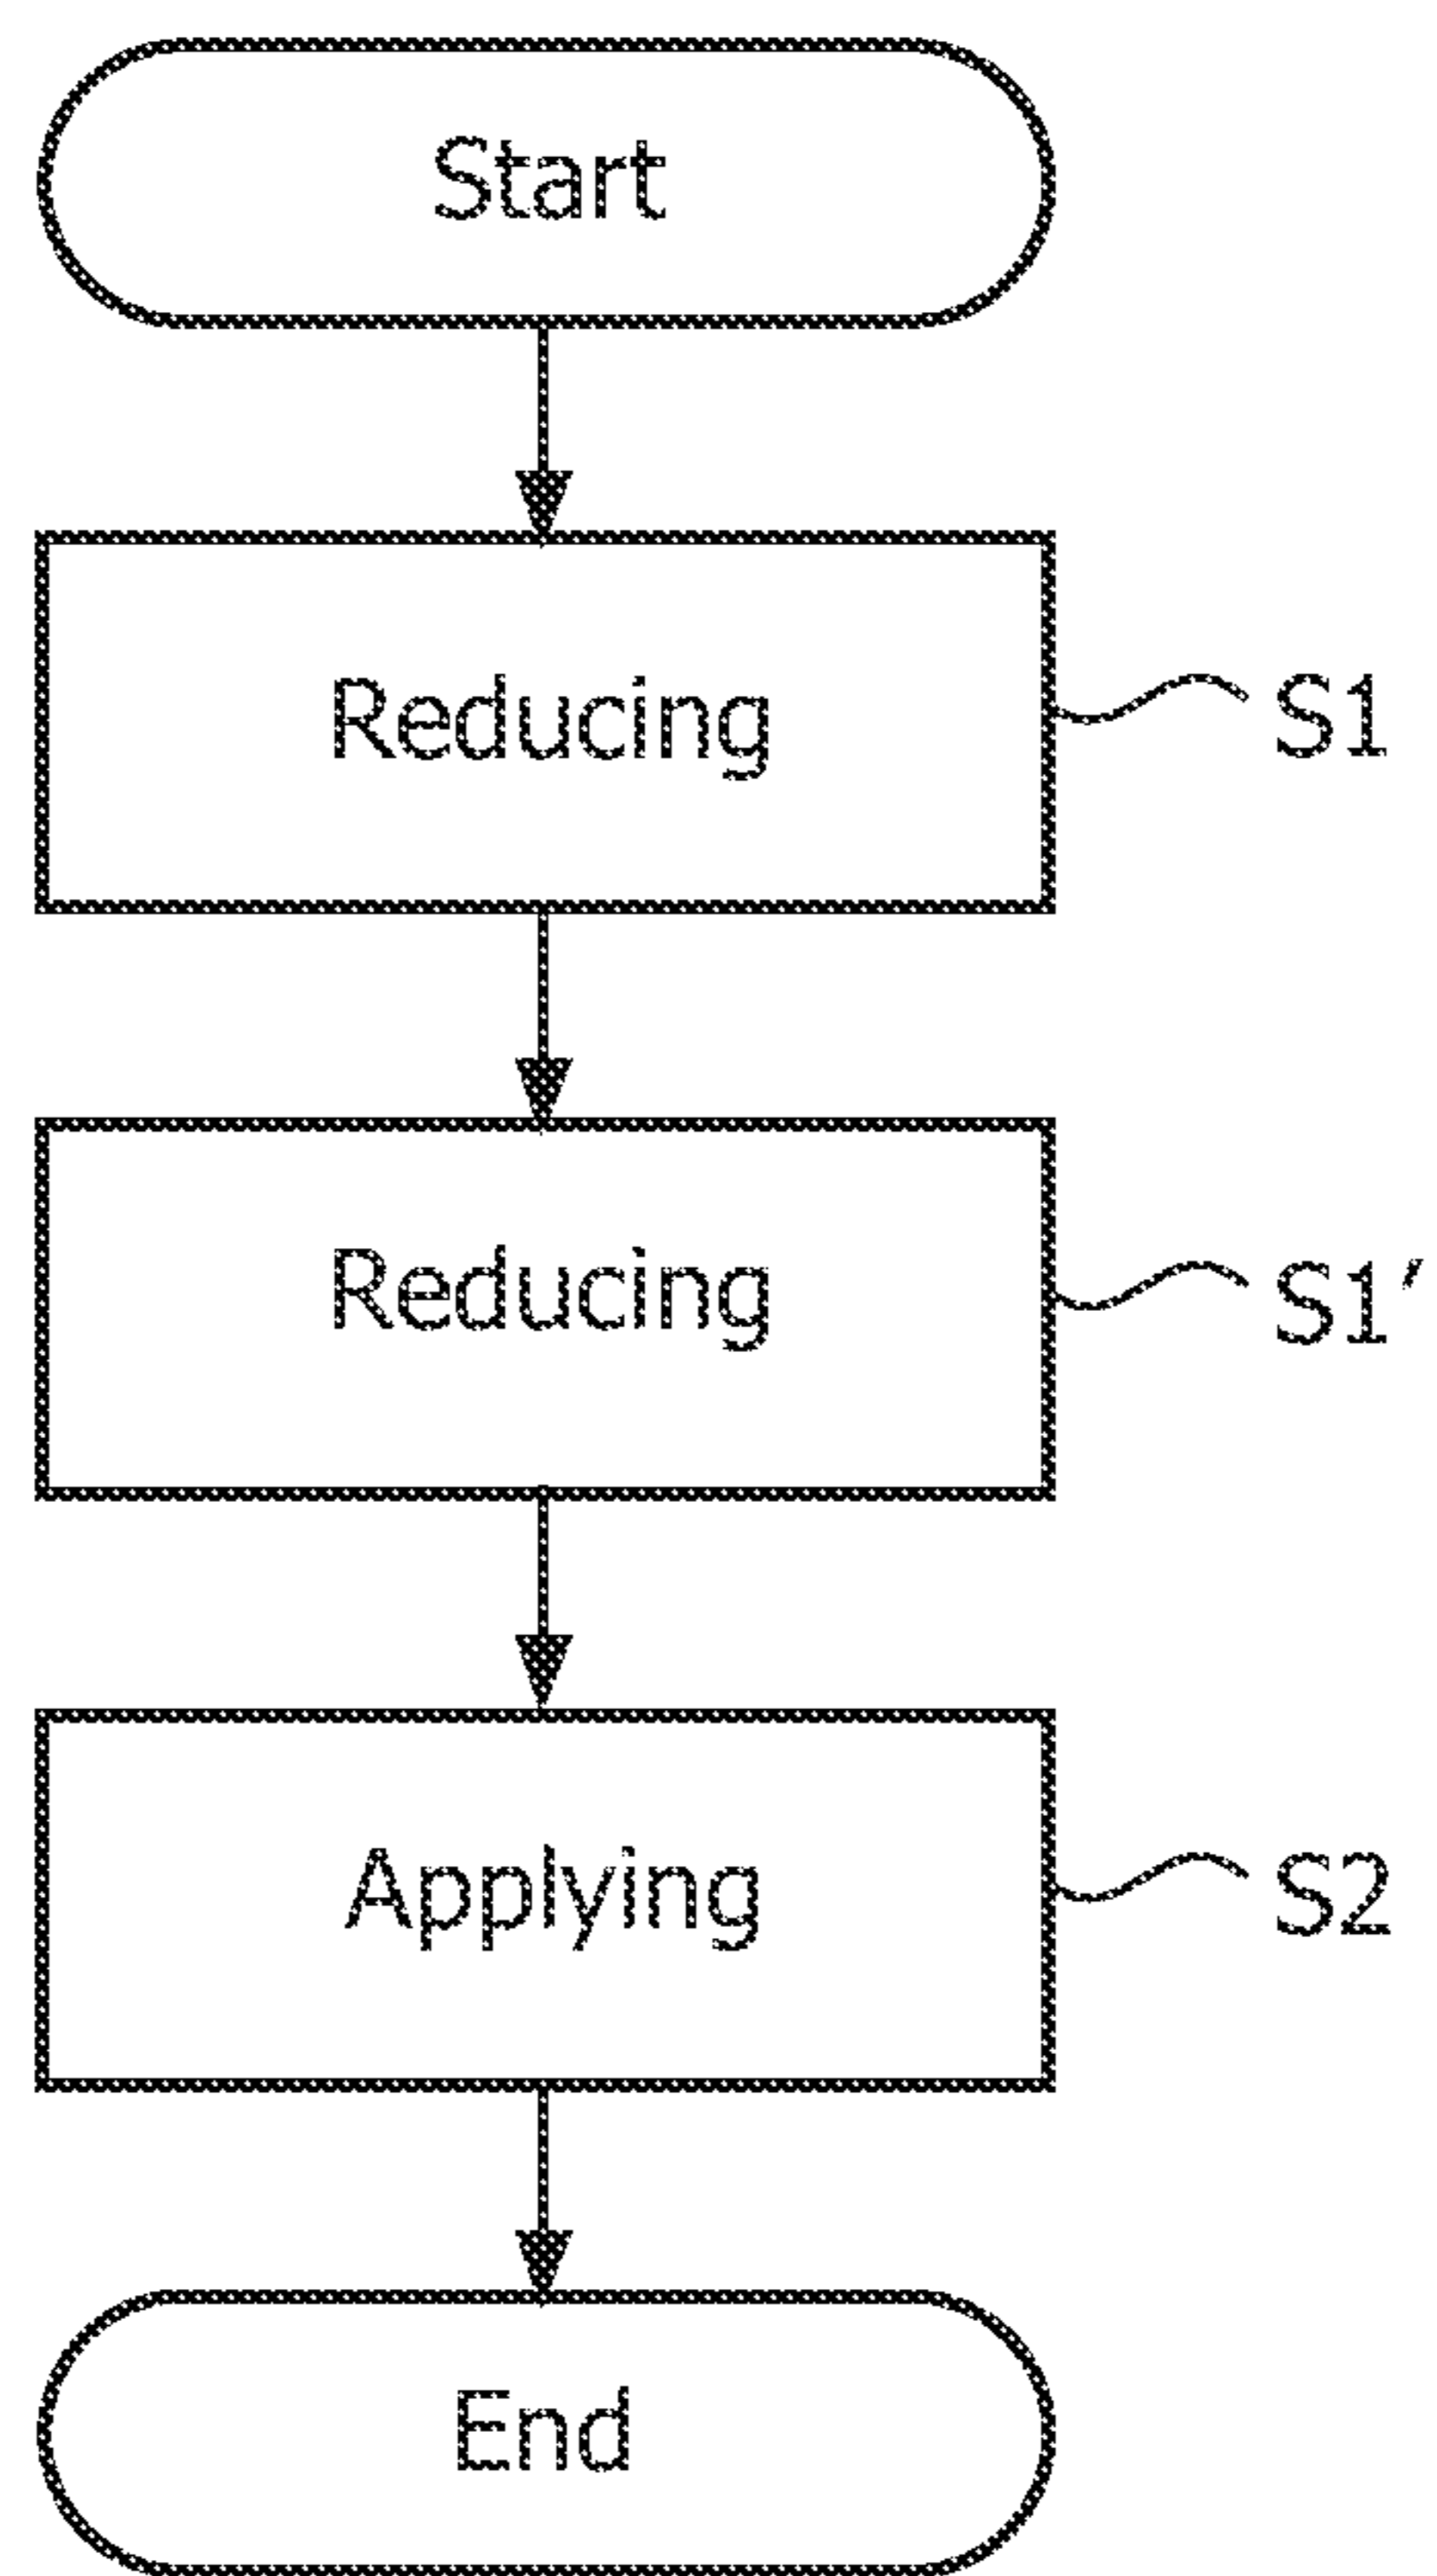 Start
Reducing
S1
Reducing
S1'
Applying
S2
End